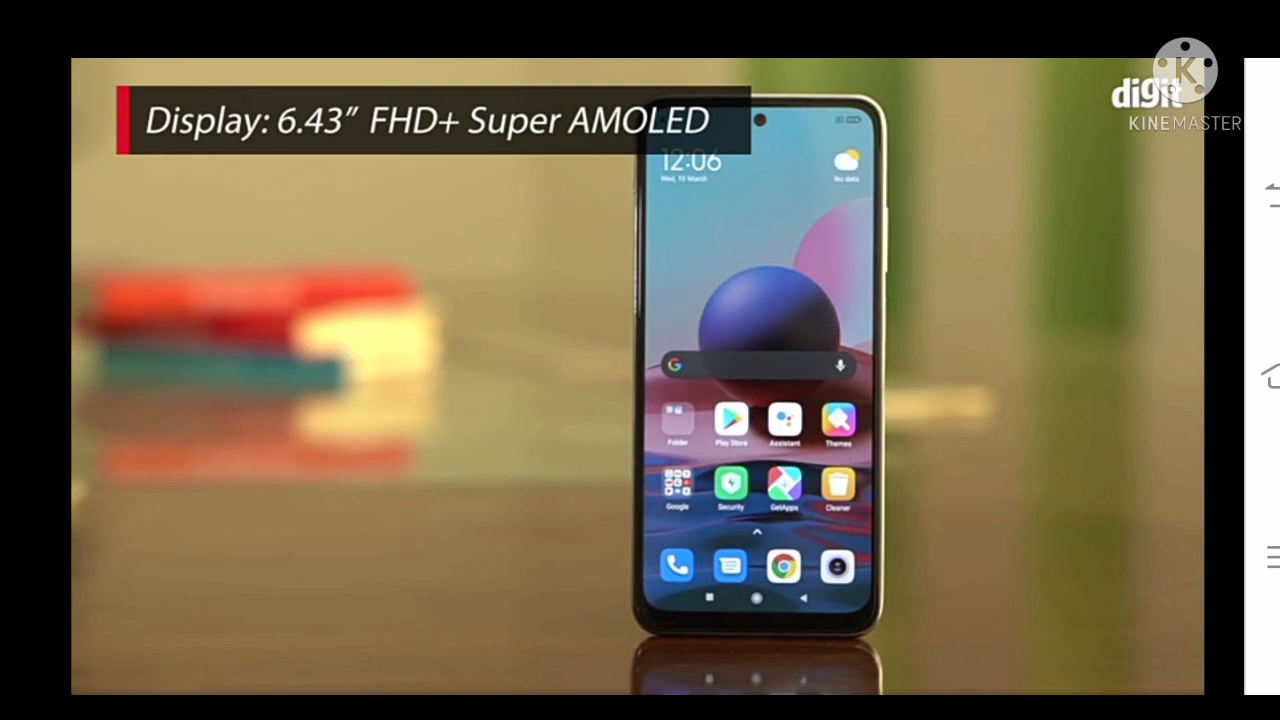 Display: 6.43” FHD+ Super AMOLED
digit
KINEMASTER
12:06
Wed, 10 March
No data
Folder
Play Store
Assistant
Themes
Google
Security
GetApps
Cleaner